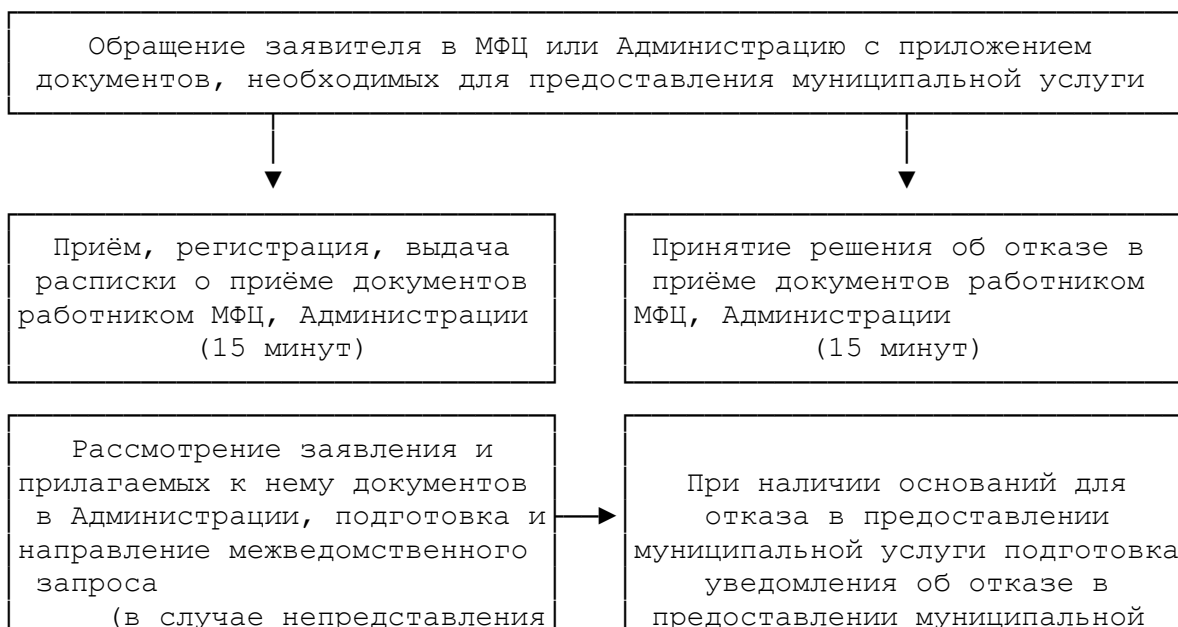 Обращение заявителя в МФЦ или Администрацию с приложением
документов, необходимых для предоставления муниципальной услуги
Приём, регистрация, выдача
расписки о приёме документов
работником МФЦ, Администрации
(15 минут)
Принятие решения об отказе в
приёме документов работником
МФЦ, Администрации
(15 минут)
Рассмотрение заявления и
прилагаемых к нему документов
в Администрации, подготовка и
направление межведомственного
запроса
(в случае непредставления
При наличии оснований для
отказа в предоставлении
муниципальной услуги подготовка
уведомления об отказе в
предоставлении муниципальной